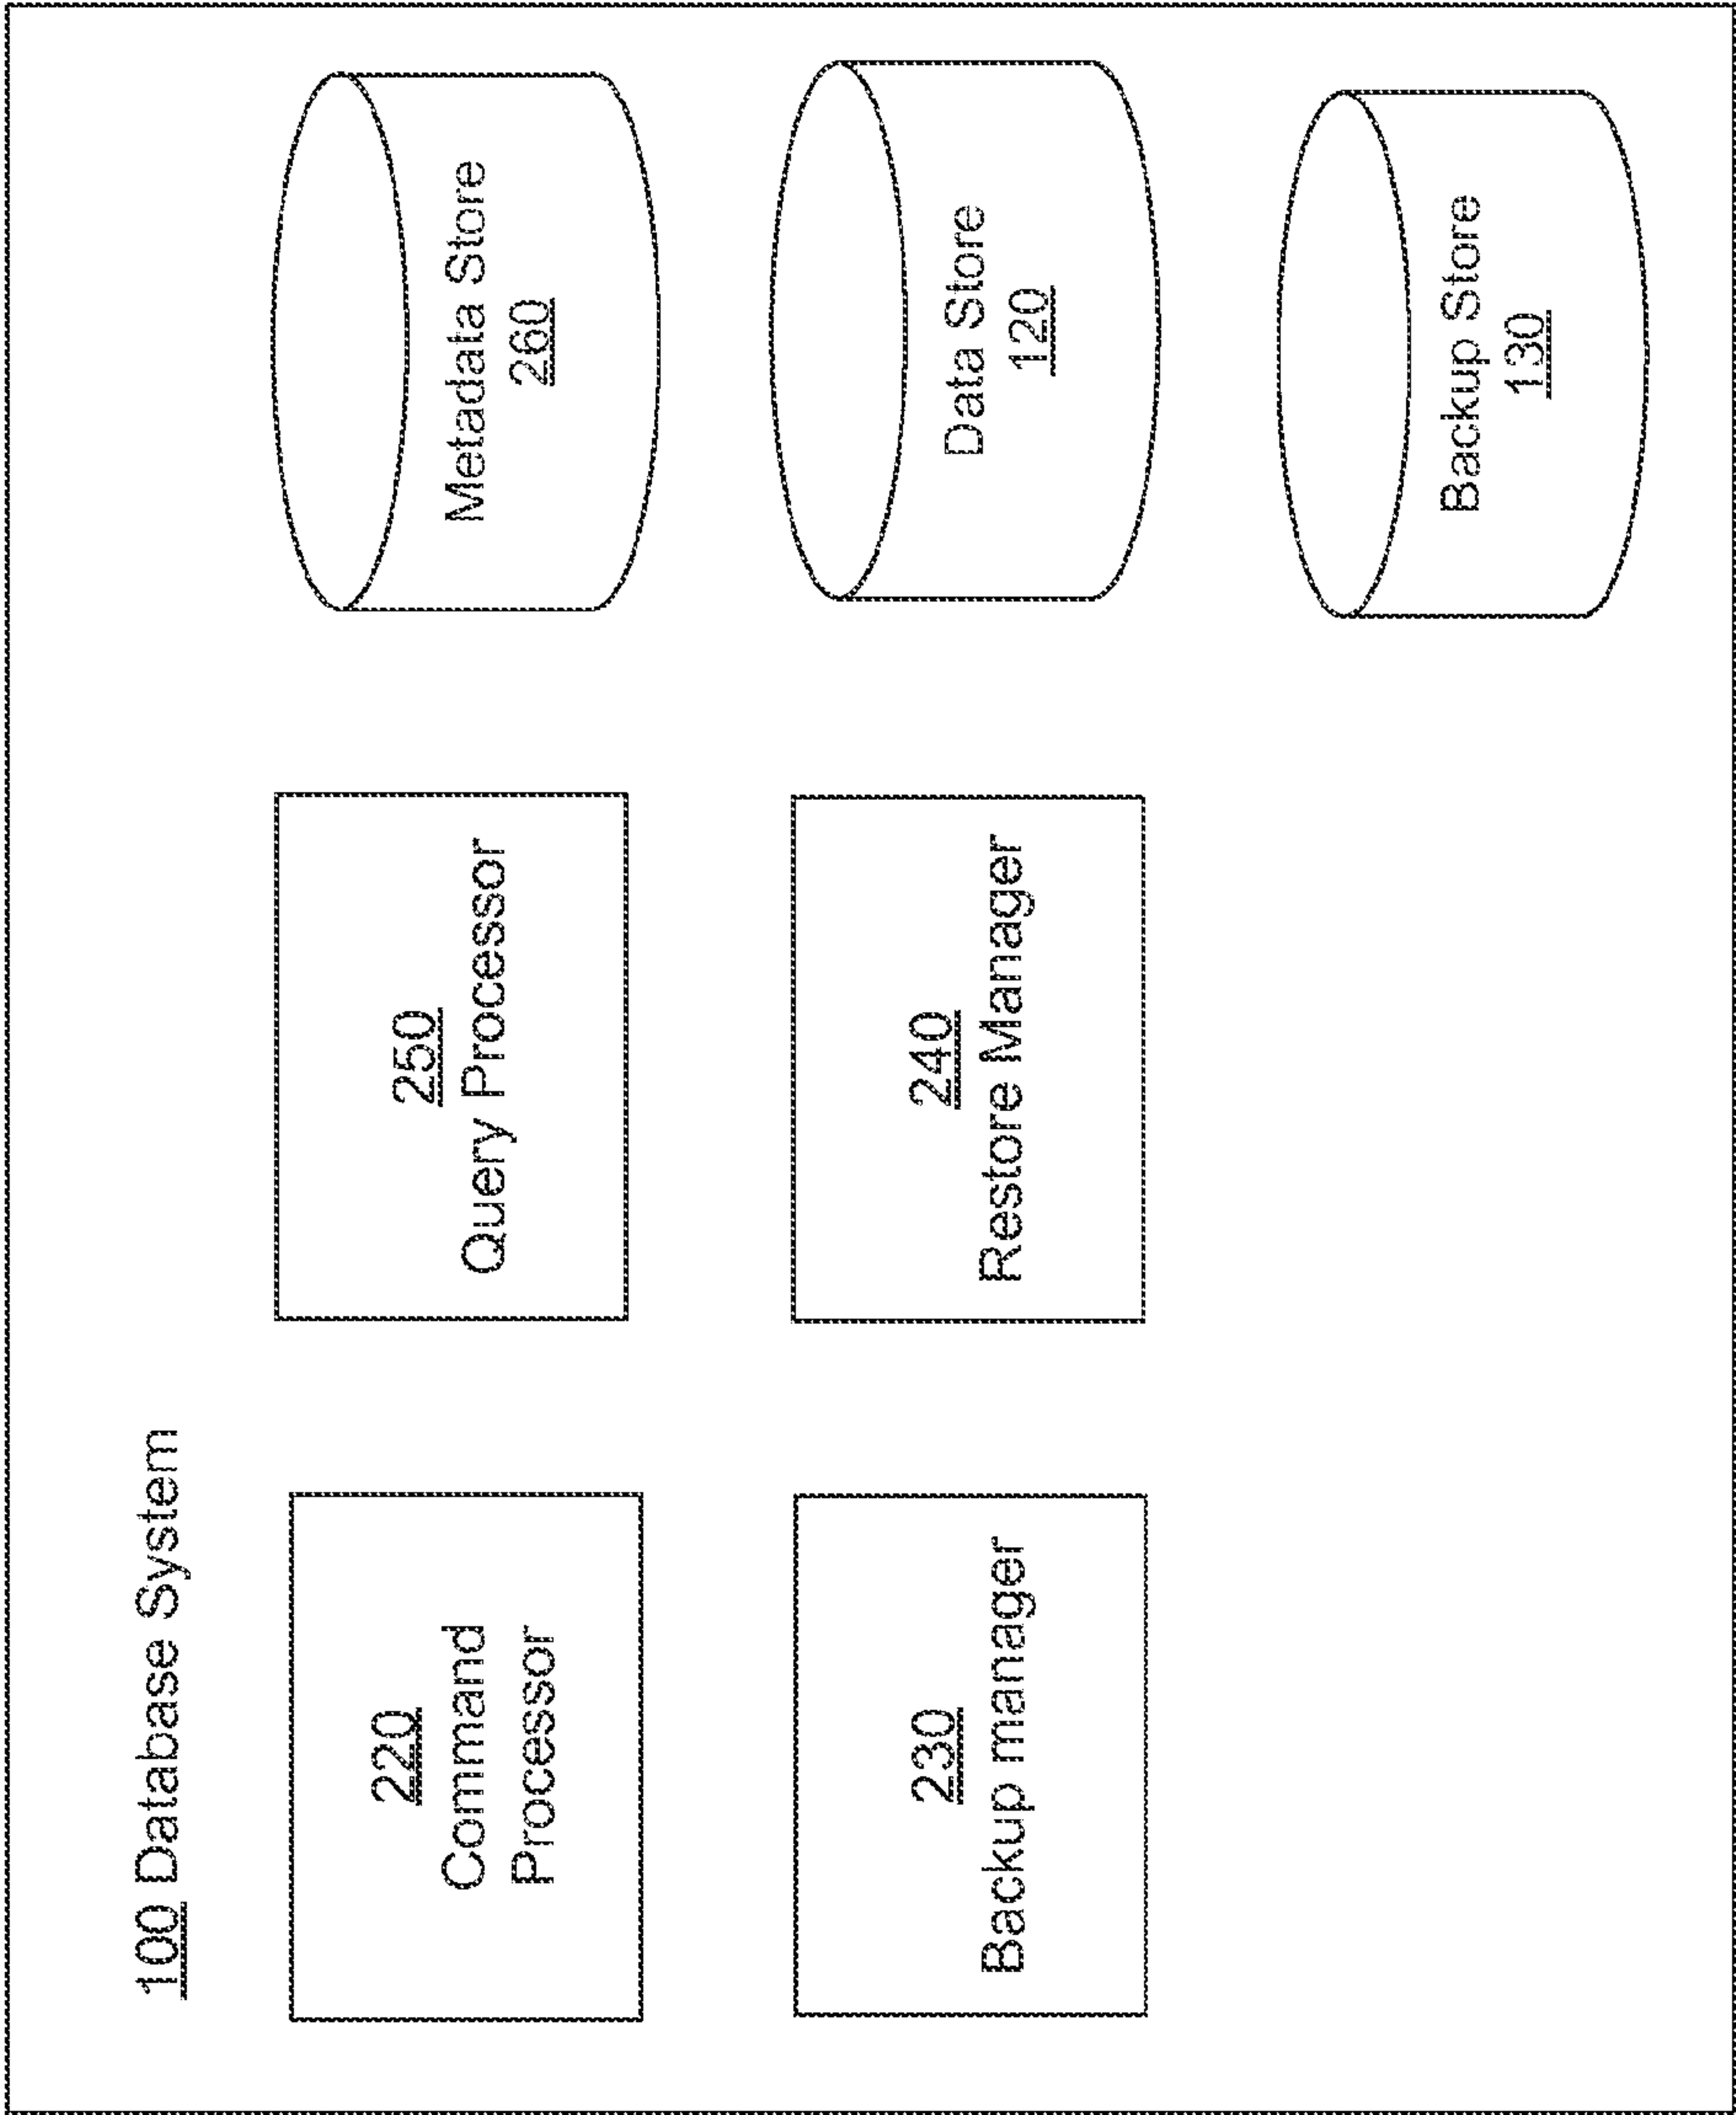 100 Database System
220
Command
Processor
250
Query Processor
Metadata Store
260
230
Backup manager
240
Restore Manager
Data Store
120
Backup Store
130